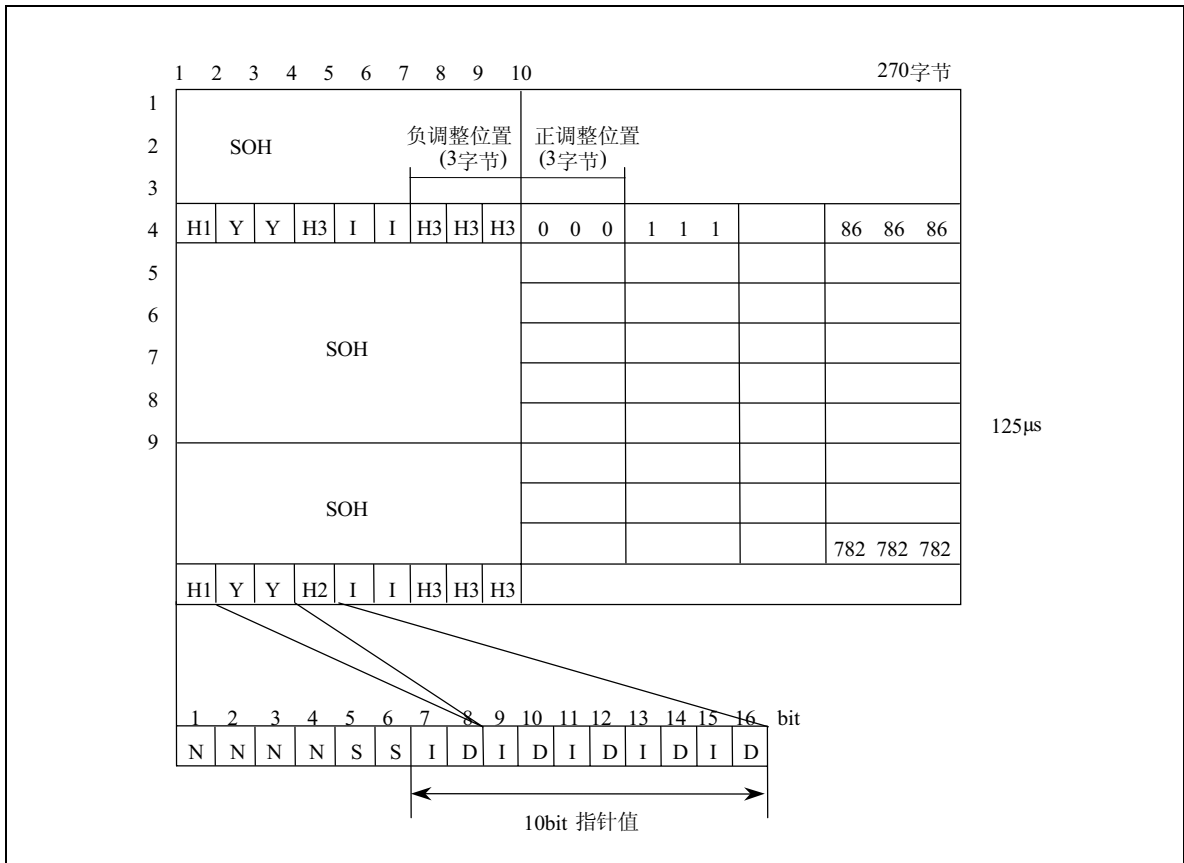 1 2 3 4 5 6 7 8 9 10 270字节
1
2 SOH 负调整位置 正调整位置
(3字节) (3字节)
3
4 H1 Y Y H3 I I H3 H3 H3 0 0 0 1 1 1 86 86 86
5
6
7 SOH
8
9 125μs
SOH
782 782 782
H1 Y Y H2 I I H3 H3 H3
1 2 3 4 5 6 7 8 9 10 11 12 13 14 15 16 bit
N N N N S S I D I D I D I D I D
10bit 指针值